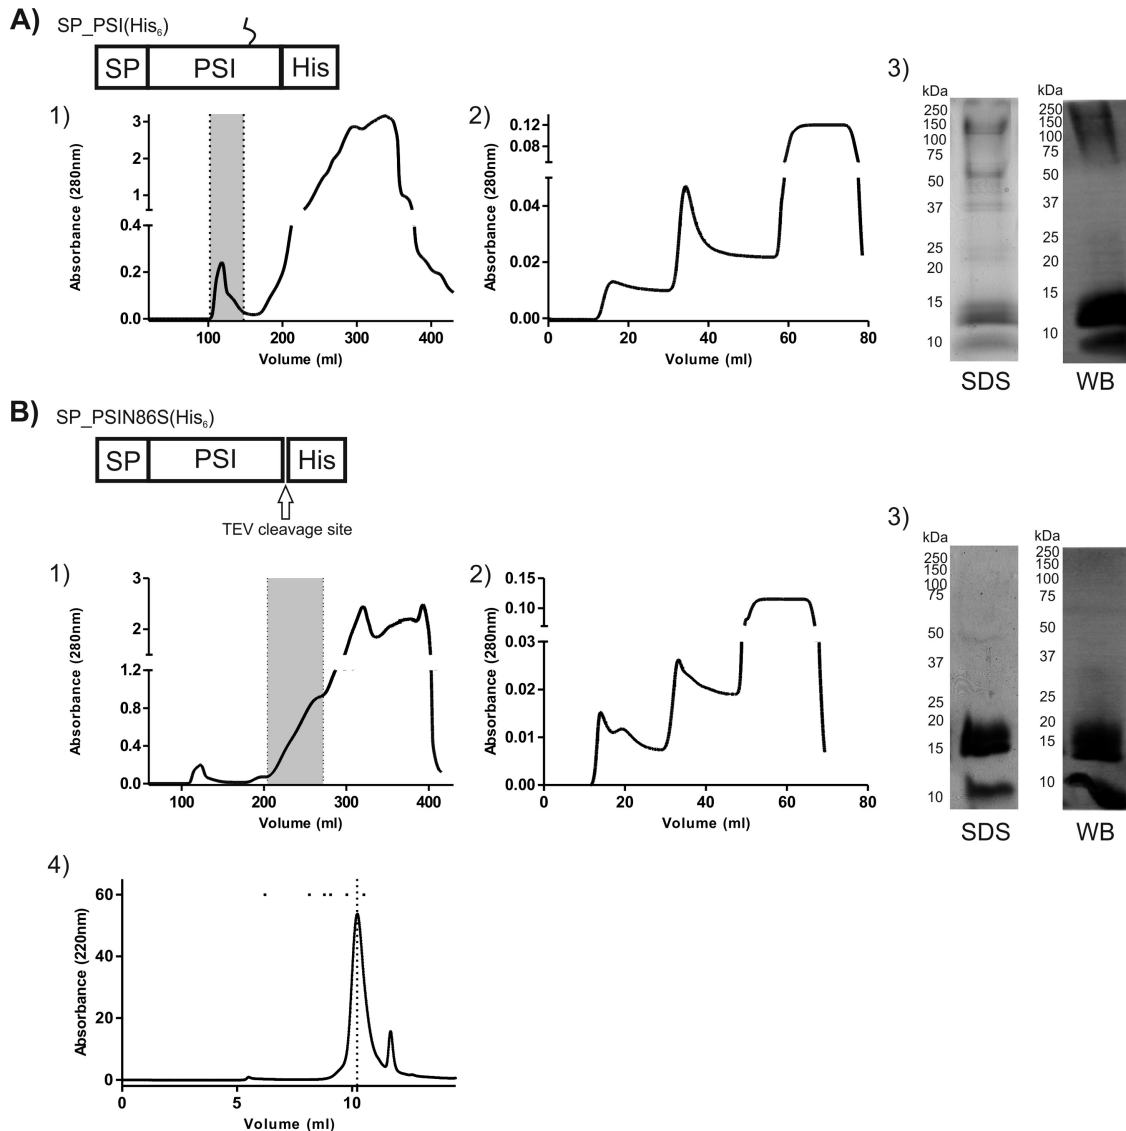 A) SP_PSI(His₆)
SP PSI His
1)
Absorbance (280nm)
3
2
1
0.4
0.2
0.0
100 200 300 400
Volume (ml)
2)
Absorbance (280nm)
0.12
0.08
0.04
0.00
0 20 40 60 80
Volume (ml)
3)
kDa
250
150
100
75
50
37
25
20
15
10
SDS
kDa
250
150
100
75
50
37
25
20
15
10
WB
B) SP_PSIN86S(His₆)
SP PSI His
TEV cleavage site
1)
Absorbance (280nm)
3
2
1.2
0.8
0.4
0.0
100 200 300 400
Volume (ml)
2)
Absorbance (280nm)
0.15
0.10
0.03
0.02
0.01
0.00
0 20 40 60 80
Volume (ml)
3)
kDa
250
150
100
75
50
37
25
20
15
10
SDS
kDa
250
150
100
75
50
37
25
20
15
10
WB
4)
Absorbance (220nm)
60
40
20
0
0 5 10
Volume (ml)